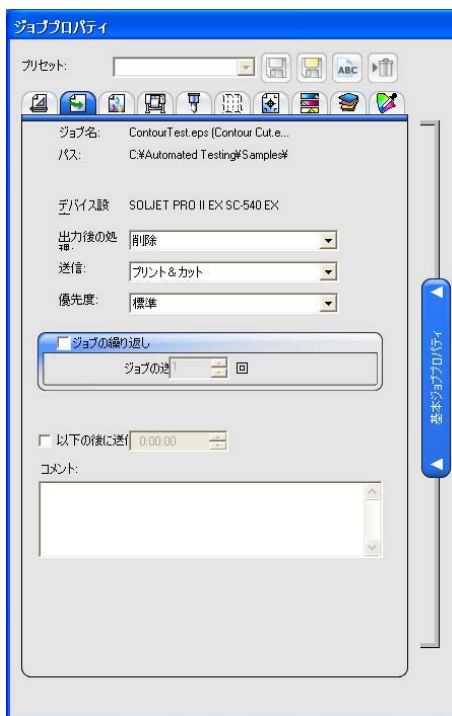 ジョブプロパティ
プリセット:
ABC
ジョブ名: ContourTest.eps (Contour Cut.e...
パス: C:¥Automated Testing¥Samples¥
デバイス設 SOLJET PRO II EX SC-540 EX
出力後の処理: 削除
送信: プリント&カット
優先度: 標準
ジョブの繰り返し
ジョブの送 1
以下の後に送 0:00:00
コメント:
基本ジョブプロパティ